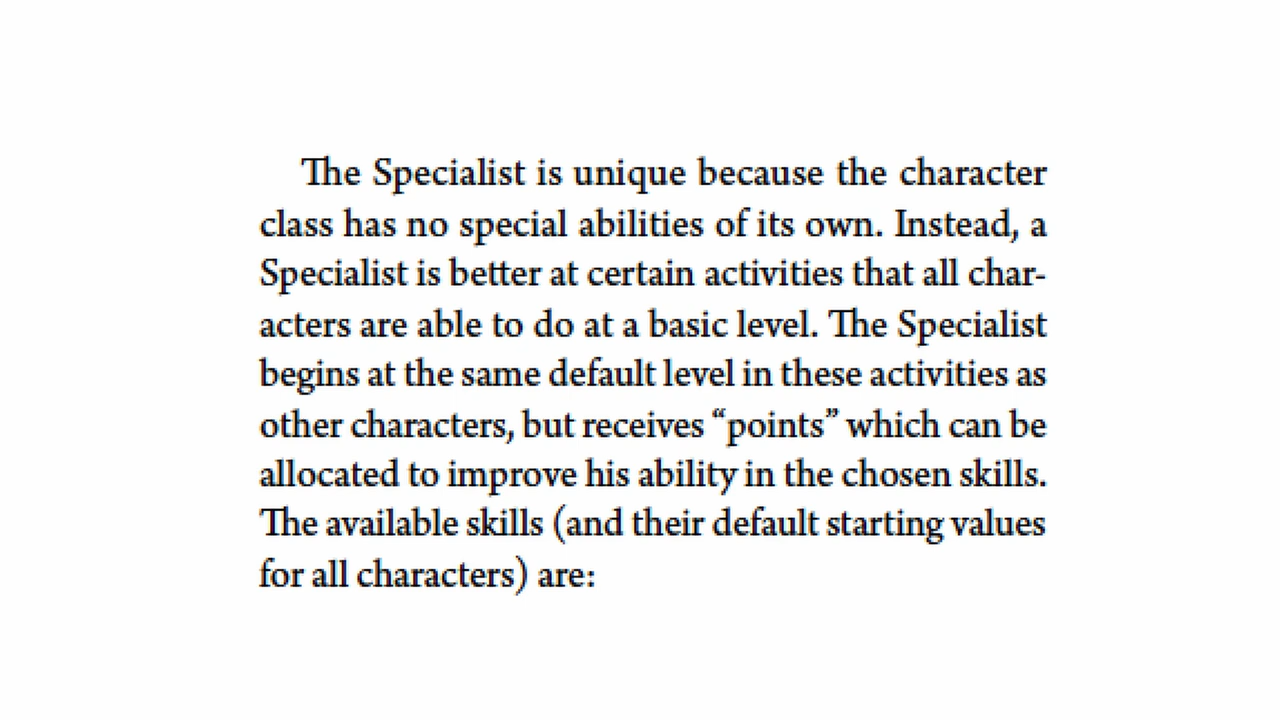 The Specialist is unique because the character
class has no special abilities of its own. Instead, a
Specialist is better at certain activities that all char-
acters are able to do at a basic level. The Specialist
begins at the same default level in these activities as
other characters, but receives “points” which can be
allocated to improve his ability in the chosen skills.
The available skills (and their default starting values
for all characters) are: